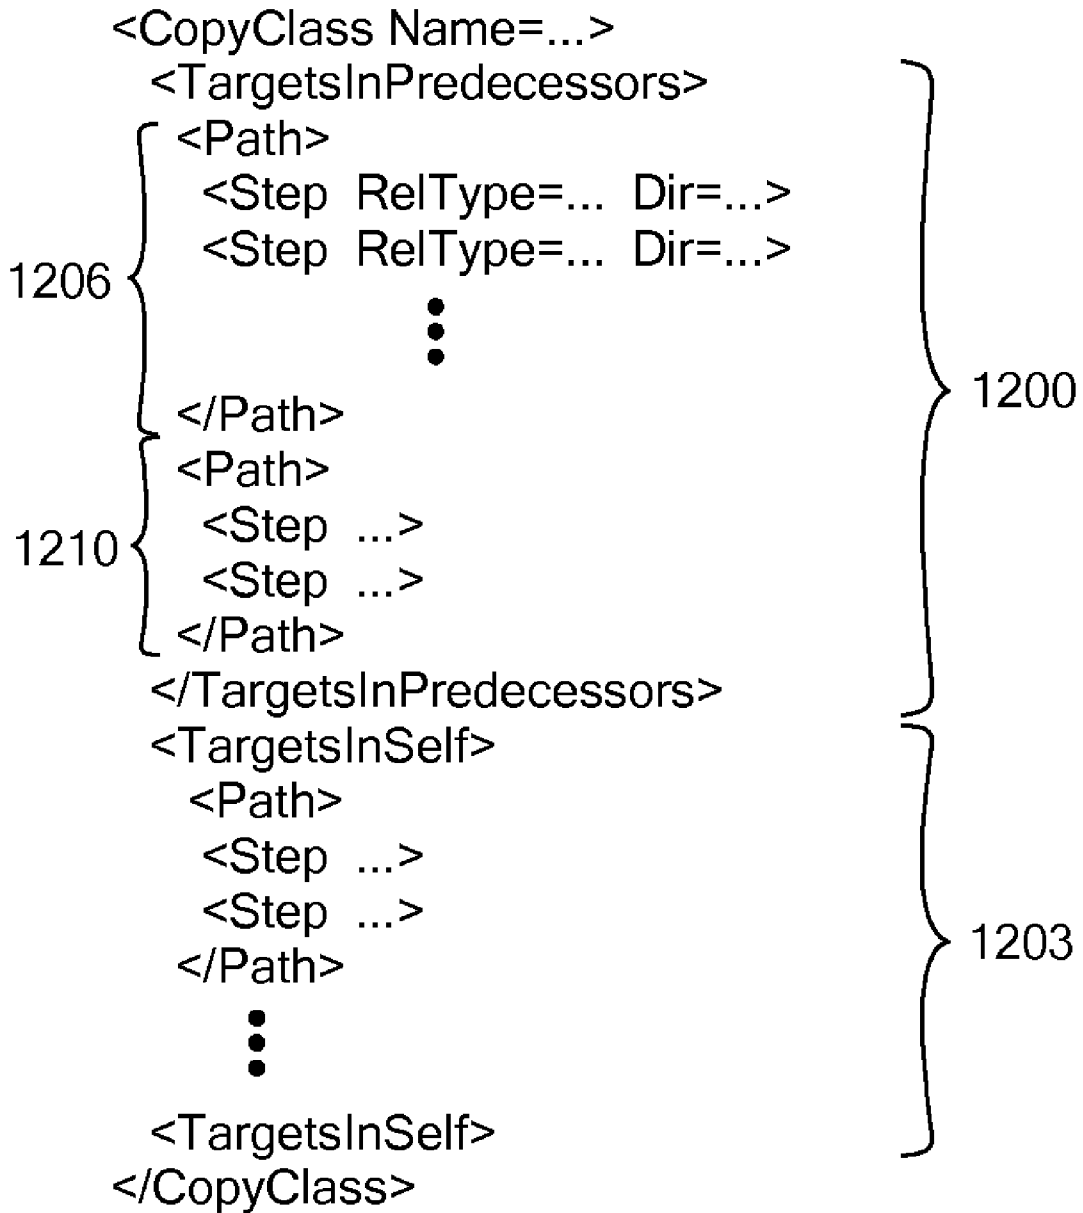 <CopyClass Name=...>
<TargetsInPredecessors>
<Path>
<Step RelType=... Dir=...>
<Step RelType=... Dir=...>
1206
</Path>
1200
<Path>
<Step ...>
1210
<Step ...>
</Path>
</TargetsInPredecessors>
<TargetsInSelf>
<Path>
<Step ...>
<Step ...>
1203
</Path>
<TargetsInSelf>
</CopyClass>